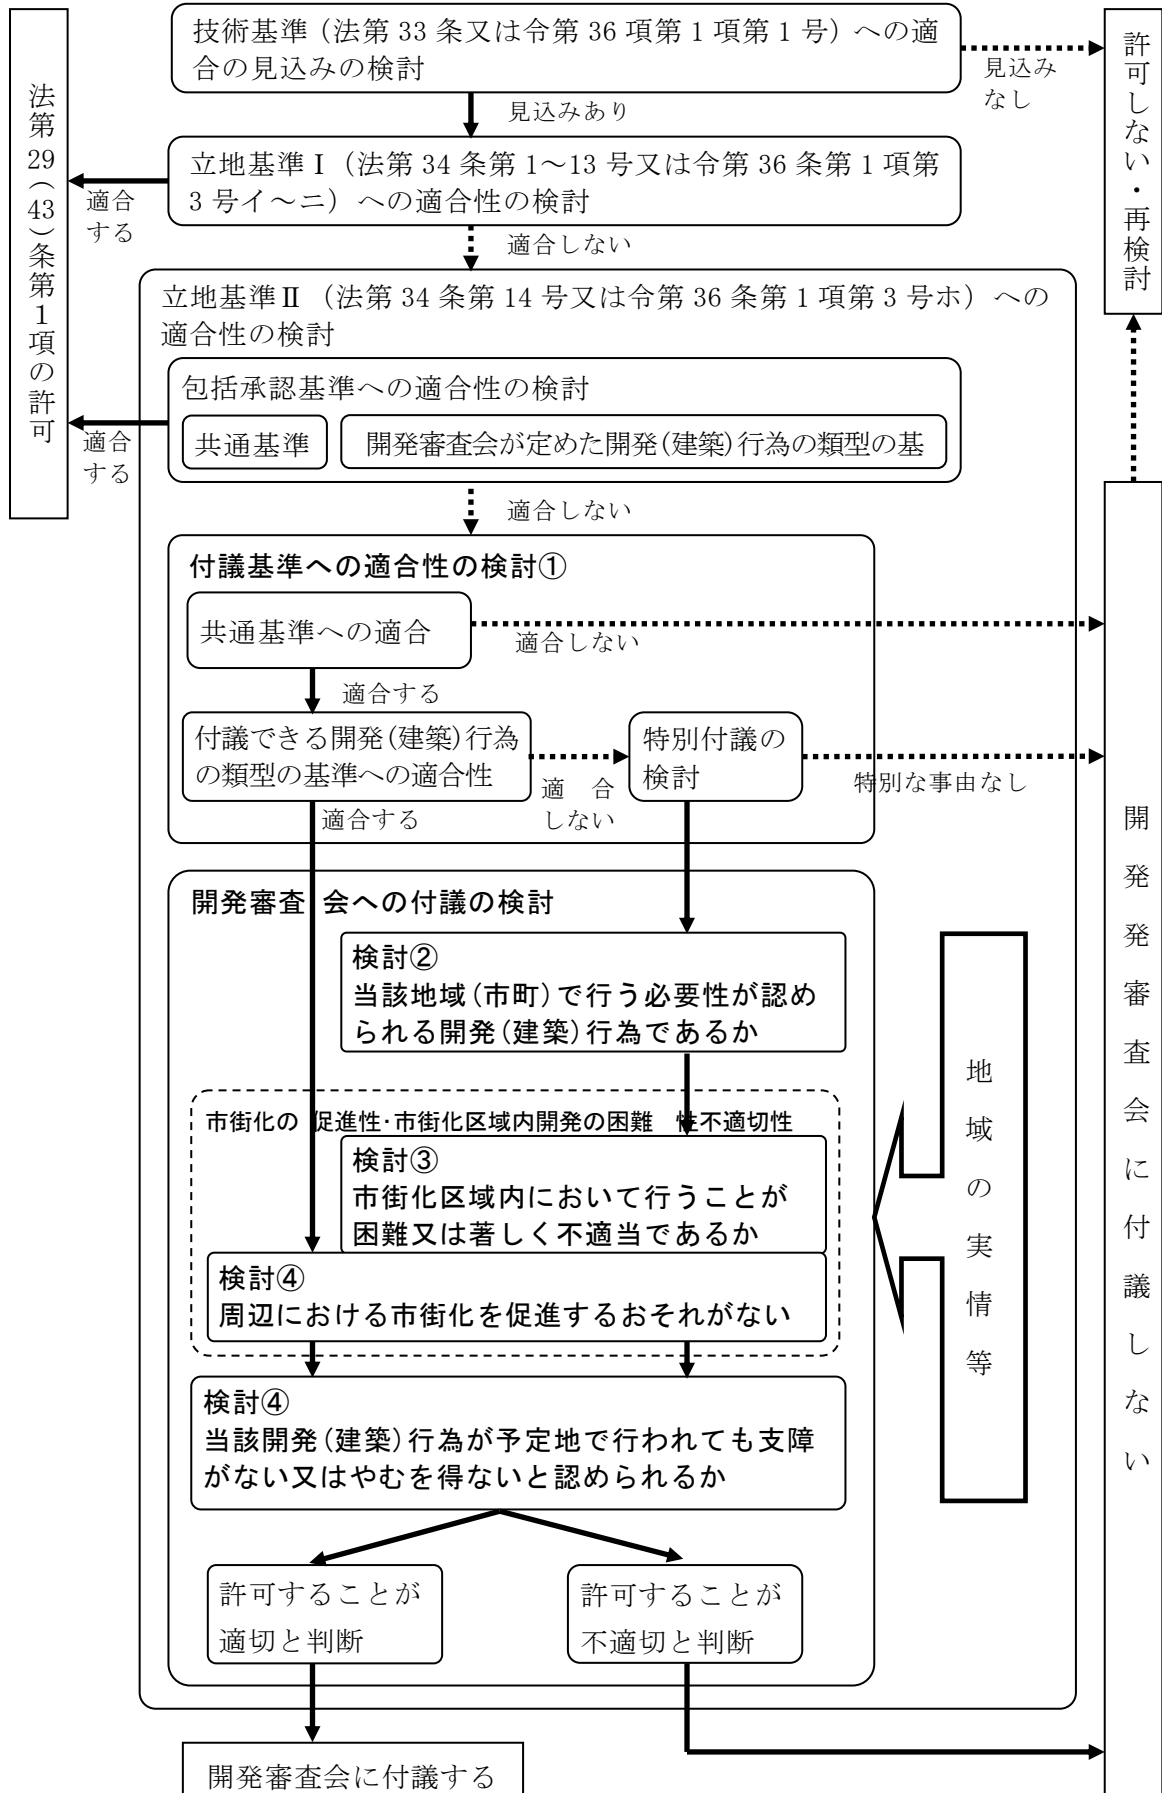 技術基準（法第 33 条又は令第 36 項第 1 項第 1 号）への適
合の見込みの検討
見込み
なし
許可しない・再検討
見込みあり
法第29（43）条第1項の許可
立地基準Ⅰ（法第 34 条第 1～13 号又は令第 36 条第 1 項第
3 号イ～ニ）への適合性の検討
適合
する
適合しない
立地基準Ⅱ（法第 34 条第 14 号又は令第 36 条第 1 項第 3 号ホ）への
適合性の検討
包括承認基準への適合性の検討
共通基準
開発審査会が定めた開発(建築)行為の類型の基
適合
する
適合しない
付議基準への適合性の検討①
共通基準への適合
適合しない
適合する
付議できる開発(建築)行為
の類型の基準への適合性
適　合
しない
特別付議の
検討
特別な事由なし
適合する
開発審査会に付議しない
開発審査 会への付議の検討
検討②
当該地域(市町)で行う必要性が認め
られる開発(建築)行為であるか
地域の実情等
市街化の 促進性・市街化区域内開発の困難 性不適切性
検討③
市街化区域内において行うことが
困難又は著しく不適当であるか
検討④
周辺における市街化を促進するおそれがない
検討④
当該開発(建築)行為が予定地で行われても支障
がない又はやむを得ないと認められるか
許可することが
適切と判断
許可することが
不適切と判断
開発審査会に付議する